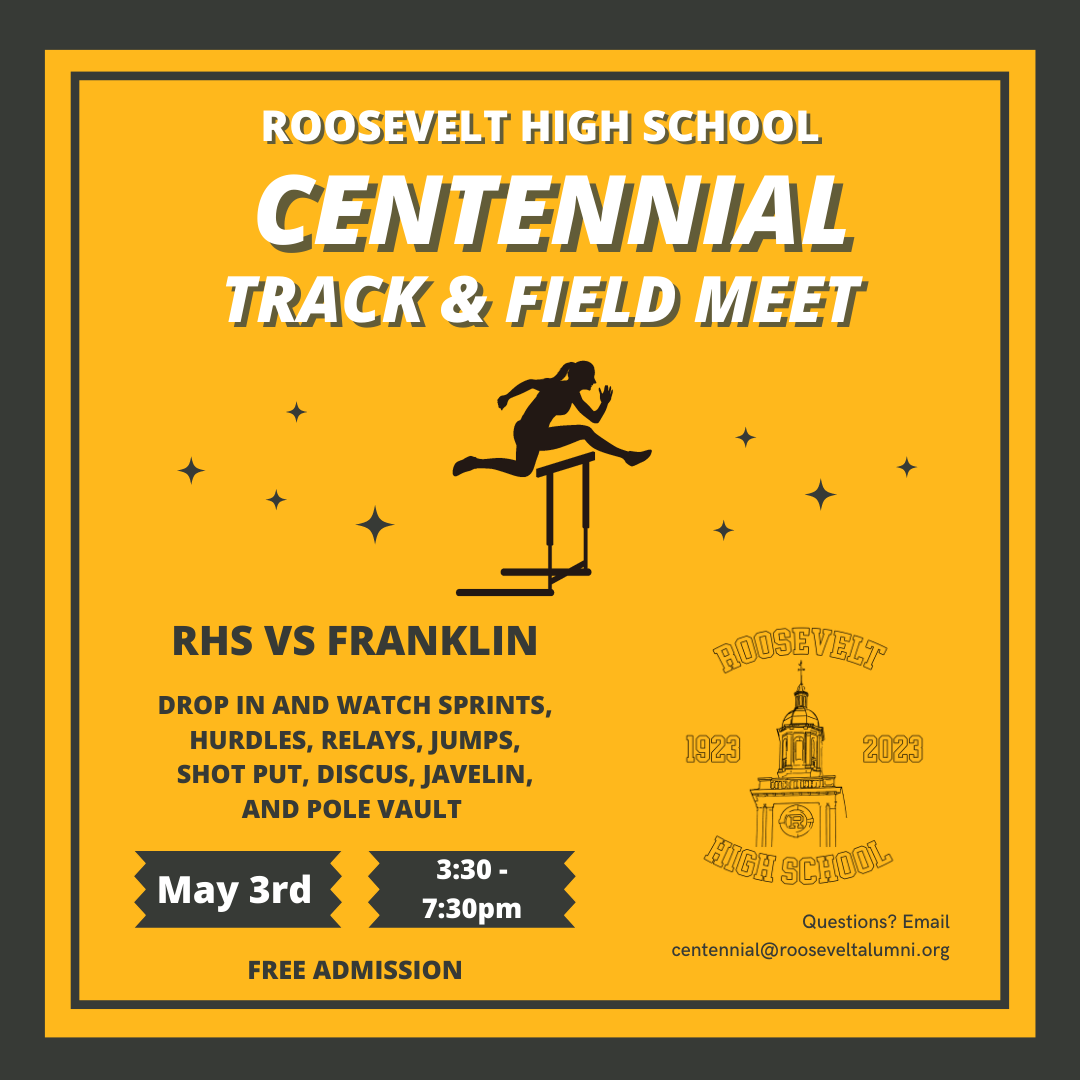 ROOSEVELT HIGH SCHOOL
CENTENNIAL
TRACK & FIELD MEET
RHS VS FRANKLIN
DROP IN AND WATCH SPRINTS,
HURDLES, RELAYS, JUMPS,
SHOT PUT, DISCUS, JAVELIN,
AND POLE VAULT
May 3rd
3:30 -
7:30pm
FREE ADMISSION
ROOSEVELT
1923 2023
R
HIGH SCHOOL
Questions? Email
centennial@rooseveltalumni.org